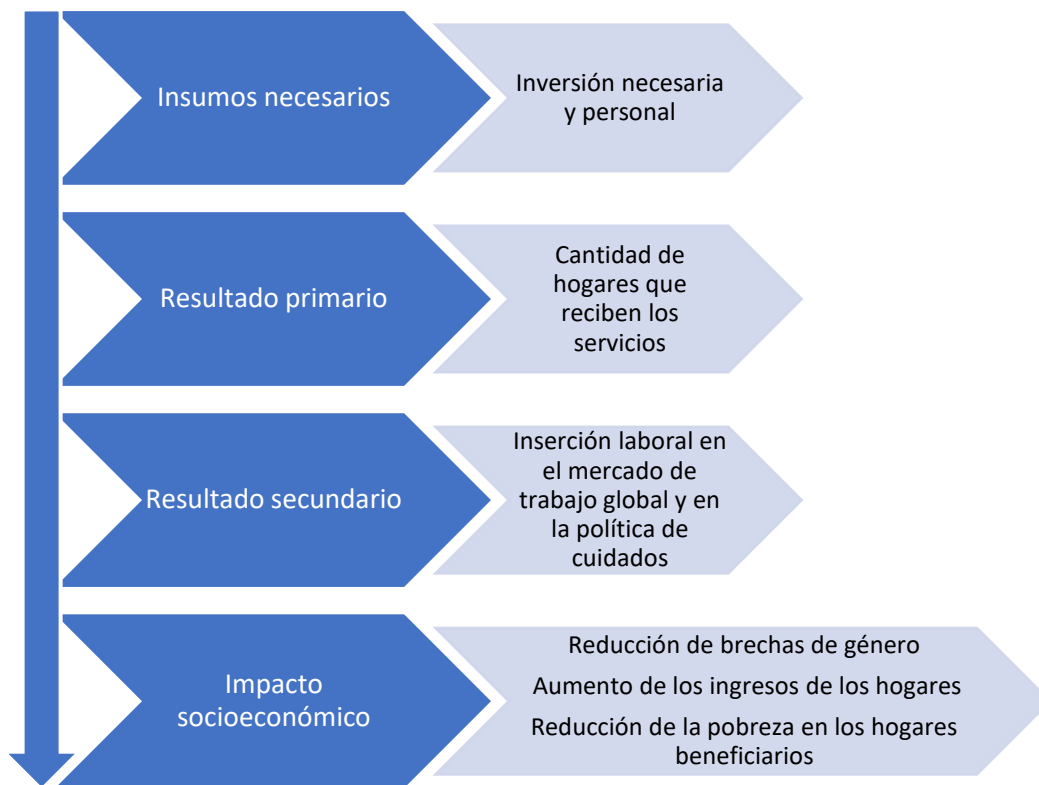 Insumos necesarios
Inversión necesaria
y personal
Resultado primario
Cantidad de
hogares que
reciben los
servicios
Resultado secundario
Inserción laboral en
el mercado de
trabajo global y en
la política de
cuidados
Impacto
socioeconómico
Reducción de brechas de género
Aumento de los ingresos de los hogares
Reducción de la pobreza en los hogares
beneficiarios